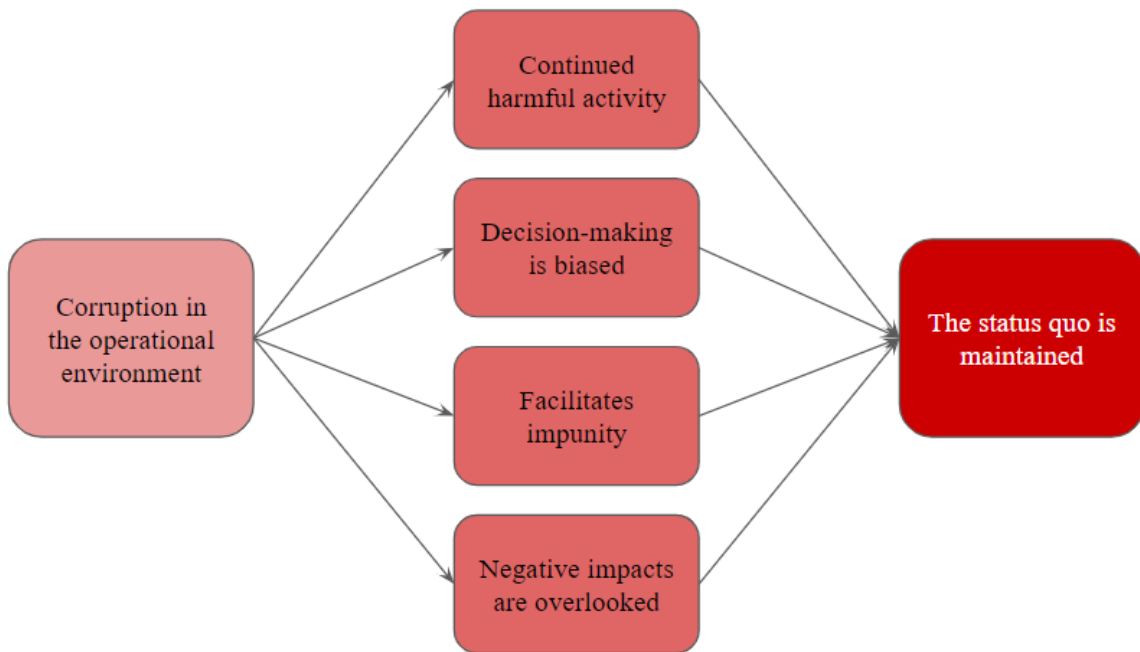 Continued
harmful activity
Decision-making
is biased
Corruption in
the operational
environment
The status quo is
maintained
Facilitates
impunity
Negative impacts
are overlooked